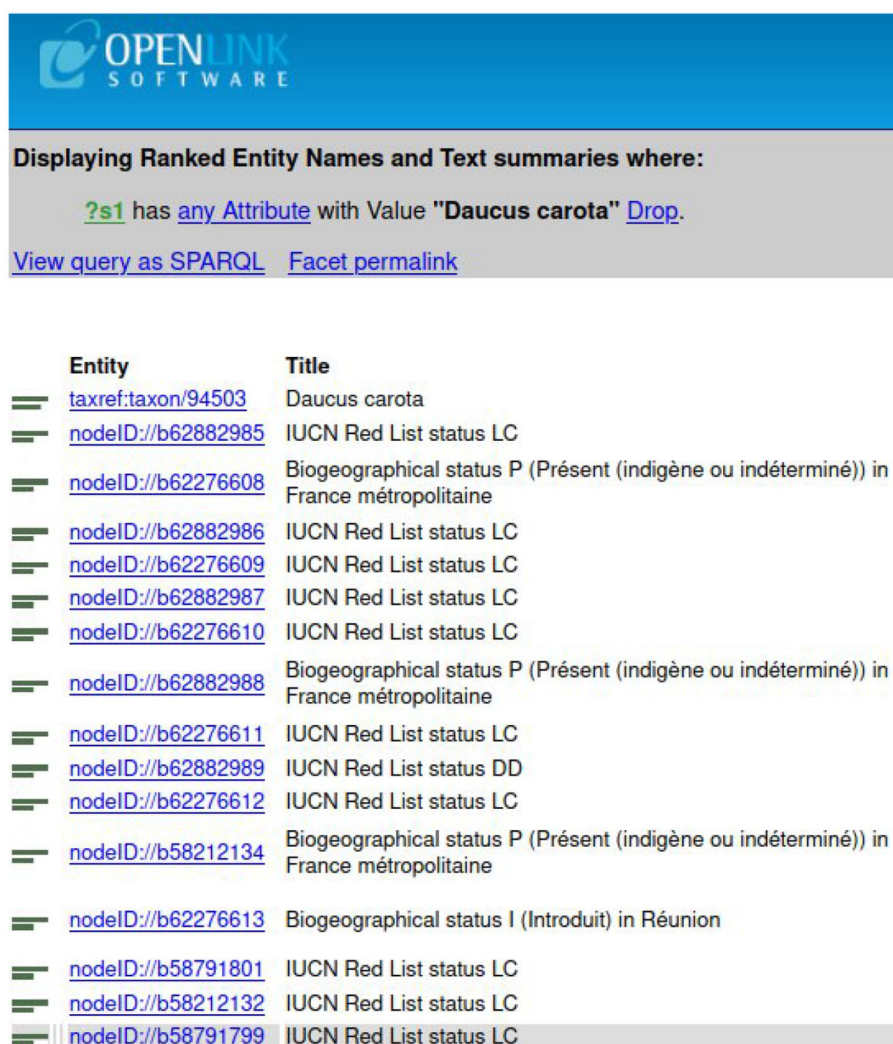 OPENLINK
SOFTWARE
Displaying Ranked Entity Names and Text summaries where:
?s1 has any Attribute with Value "Daucus carota" Drop.
View query as SPARQL Facet permalink
Entity Title
taxref:taxon/94503 Daucus carota
nodeID://b62882985 IUCN Red List status LC
nodeID://b62276608 Biogeographical status P (Présent (indigène ou indéterminé)) in
France métropolitaine
nodeID://b62882986 IUCN Red List status LC
nodeID://b62276609 IUCN Red List status LC
nodeID://b62882987 IUCN Red List status LC
nodeID://b62276610 IUCN Red List status LC
nodeID://b62882988 Biogeographical status P (Présent (indigène ou indéterminé)) in
France métropolitaine
nodeID://b62276611 IUCN Red List status LC
nodeID://b62882989 IUCN Red List status DD
nodeID://b62276612 IUCN Red List status LC
nodeID://b58212134 Biogeographical status P (Présent (indigène ou indéterminé)) in
France métropolitaine
nodeID://b62276613 Biogeographical status I (Introduit) in Réunion
nodeID://b58791801 IUCN Red List status LC
nodeID://b58212132 IUCN Red List status LC
nodeID://b58791799 IUCN Red List status LC